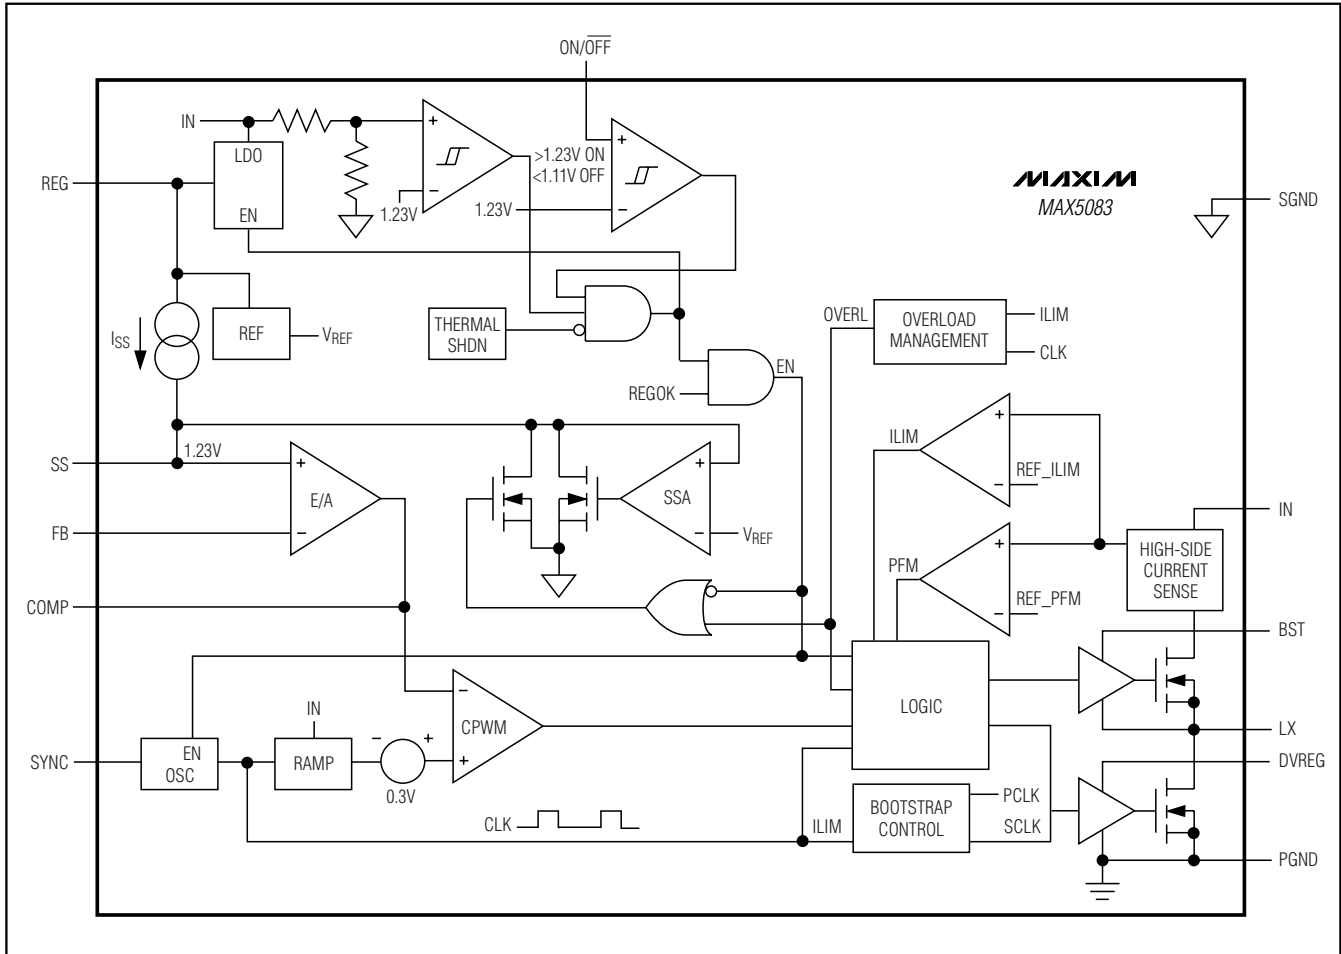 ON/OFF
IN
LDO
EN
REG
1.23V
>1.23V ON
<1.11V OFF
1.23V
MAXIM
MAX5083
SGND
ISS
REF
VREF
THERMAL
SHDN
REGOK
EN
OVERL
OVERLOAD
MANAGEMENT
ILIM
CLK
SS
1.23V
FB
E/A
SSA
VREF
ILIM
REF_ILIM
PFM
REF_PFM
HIGH-SIDE
CURRENT
SENSE
IN
COMP
BST
LOGIC
LX
DVREG
PGND
SYNC
EN
OSC
IN
RAMP
0.3V
CPWM
CLK
ILIM
BOOTSTRAP
CONTROL
PCLK
SCLK